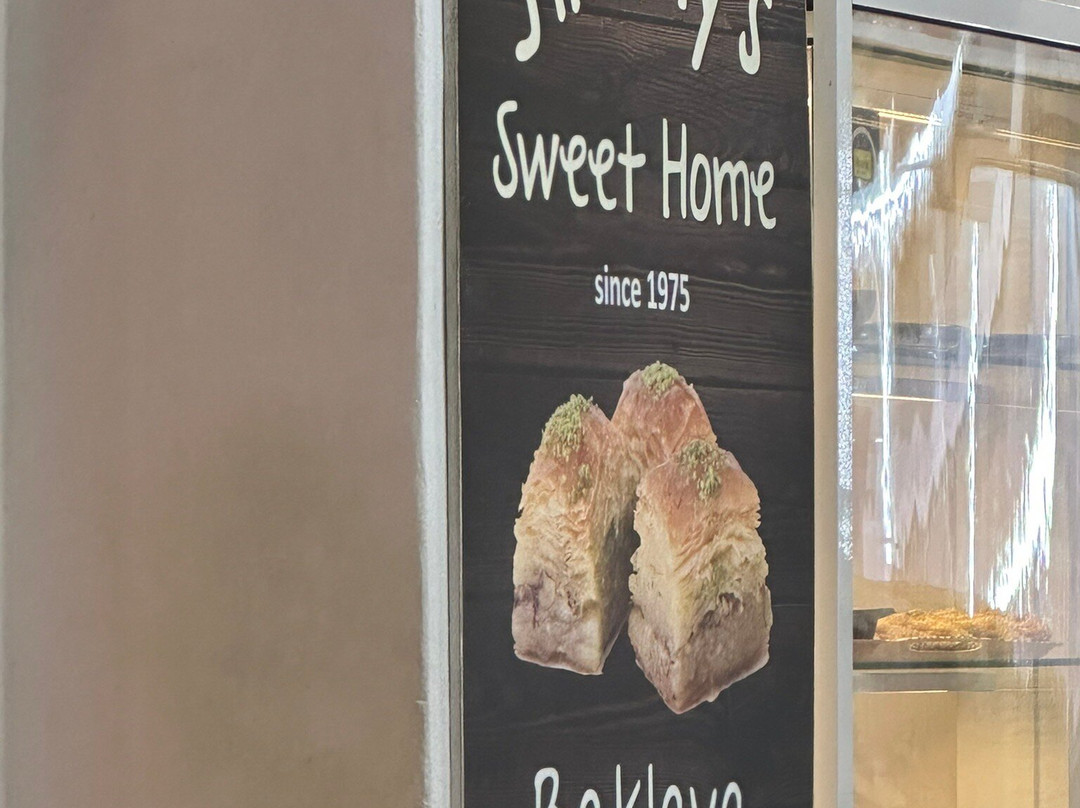 Sweet Home
since 1975
Baklava